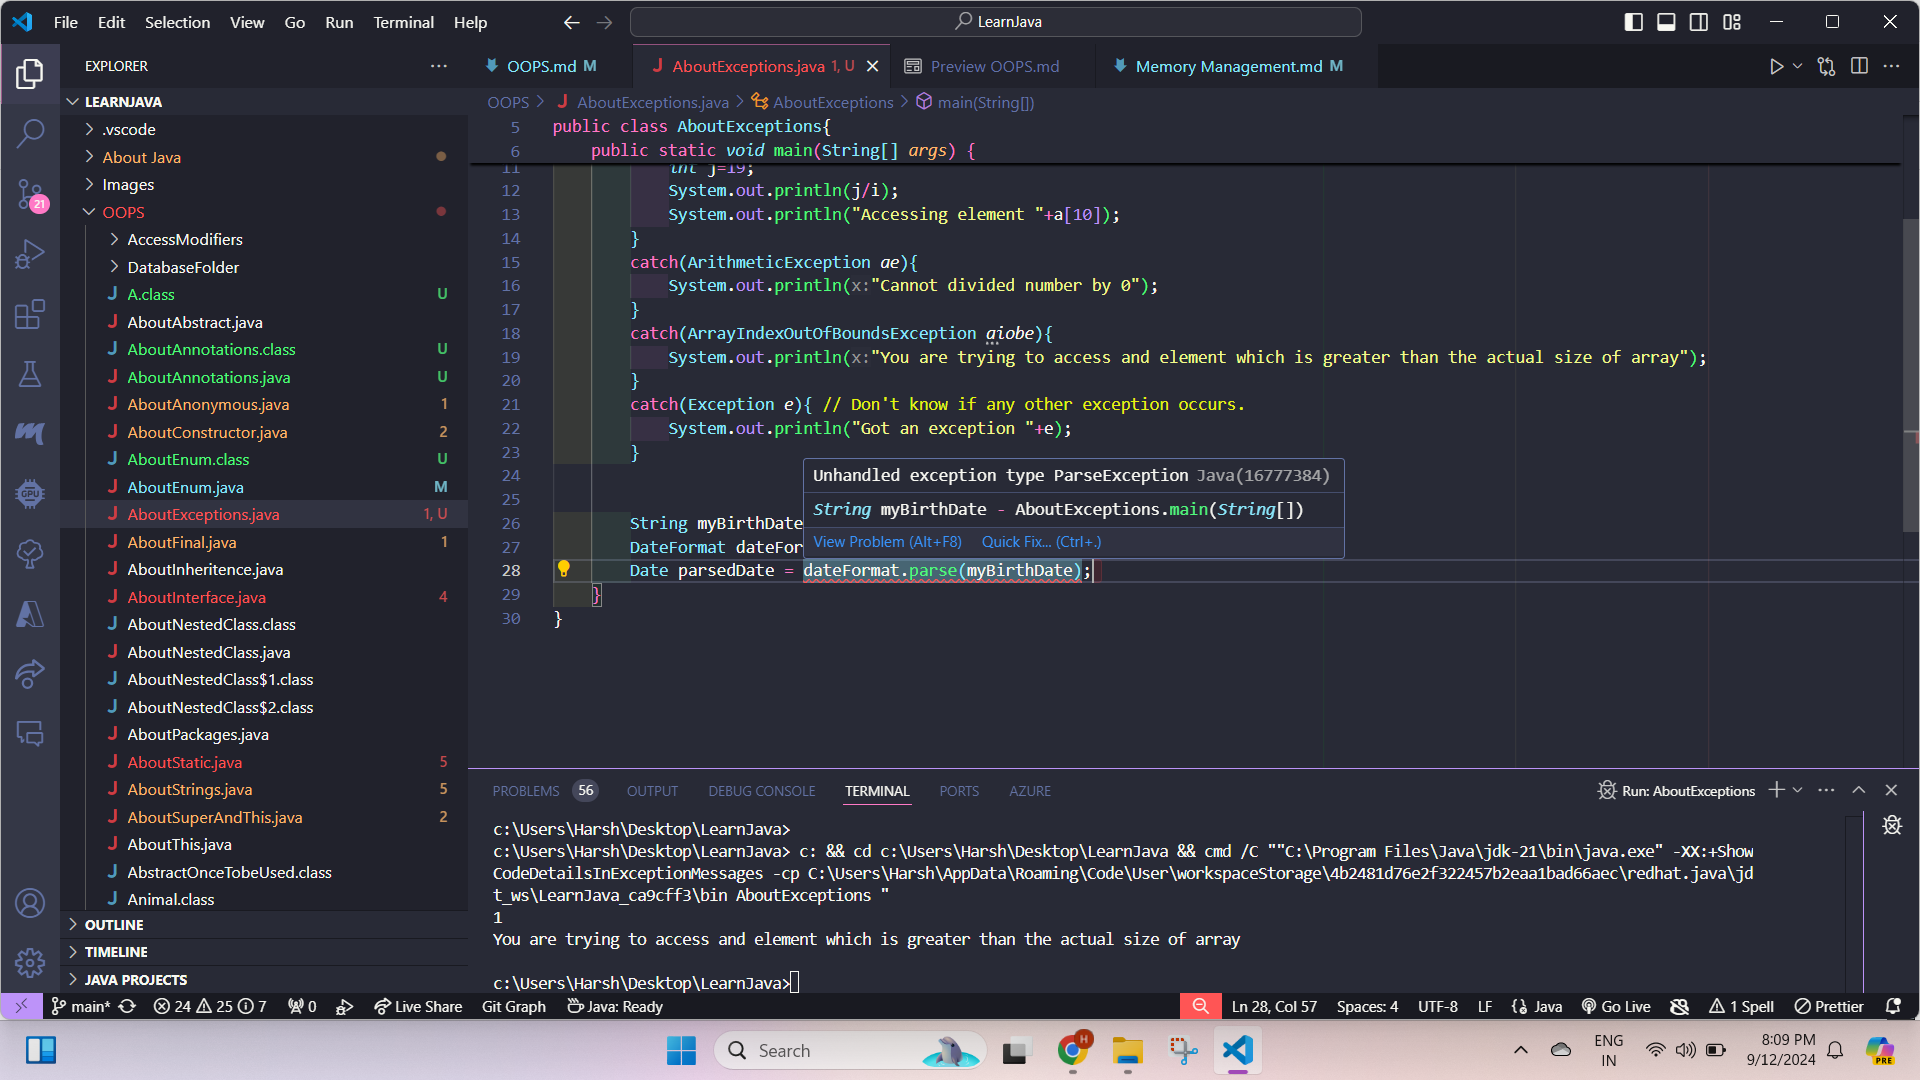 File Edit Selection View Go Run Terminal Help
LearnJava
EXPLORER
OOPS.md M
AboutExceptions.java 1, U
Preview OOPS.md
Memory Management.md M
LEARNJAVA
.vscode
About Java
Images
OOPS
AccessModifiers
DatabaseFolder
A.class U
AboutAbstract.java
AboutAnnotations.class U
AboutAnnotations.java U
AboutAnonymous.java 1
AboutConstructor.java 2
AboutEnum.class U
AboutEnum.java M
AboutExceptions.java 1, U
AboutFinal.java 1
AboutInheritence.java
AboutInterface.java 4
AboutNestedClass.class
AboutNestedClass.java
AboutNestedClass$1.class
AboutNestedClass$2.class
AboutPackages.java
AboutStatic.java 5
AboutStrings.java 5
AboutSuperAndThis.java 2
AboutThis.java
AbstractOnceTobeUsed.class
Animal.class
OUTLINE
TIMELINE
JAVA PROJECTS
21
GPU
OOPS > AboutExceptions.java > AboutExceptions > main(String[])
5 public class AboutExceptions{
6 public static void main(String[] args) {
11 int j=19;
12 System.out.println(j/i);
13 System.out.println("Accessing element "+a[10]);
14 }
15 catch(ArithmeticException ae){
16 System.out.println(x:"Cannot divided number by 0");
17 }
18 catch(ArrayIndexOutOfBoundsException aiobe){
19 System.out.println(x:"You are trying to access and element which is greater than the actual size of array");
20 }
21 catch(Exception e){ // Don't know if any other exception occurs.
22 System.out.println("Got an exception "+e);
23 }
24
25
26 String myBirthDate
27 DateFormat dateFor
28 Date parsedDate = dateFormat.parse(myBirthDate);
29 }
30 }
Unhandled exception type ParseException Java(16777384)
String myBirthDate - AboutExceptions.main(String[])
View Problem (Alt+F8) Quick Fix... (Ctrl+.)
PROBLEMS 56 OUTPUT DEBUG CONSOLE TERMINAL PORTS AZURE
Run: AboutExceptions
c:\Users\Harsh\Desktop\LearnJava>
c:\Users\Harsh\Desktop\LearnJava> c: && cd c:\Users\Harsh\Desktop\LearnJava && cmd /C ""C:\Program Files\Java\jdk-21\bin\java.exe" -XX:+Show
CodeDetailsInExceptionMessages -cp C:\Users\Harsh\AppData\Roaming\Code\User\workspaceStorage\4b2481d76e2f322457b2eaa1bad66aec\redhat.java\jd
t_ws\LearnJava_ca9cff3\bin AboutExceptions "
1
You are trying to access and element which is greater than the actual size of array
c:\Users\Harsh\Desktop\LearnJava>
main* 24 25 7 0 Live Share Git Graph Java: Ready
Ln 28, Col 57 Spaces: 4 UTF-8 LF {} Java Go Live 1 Spell Prettier
Search
H
ENG
IN
8:09 PM
9/12/2024
PRE